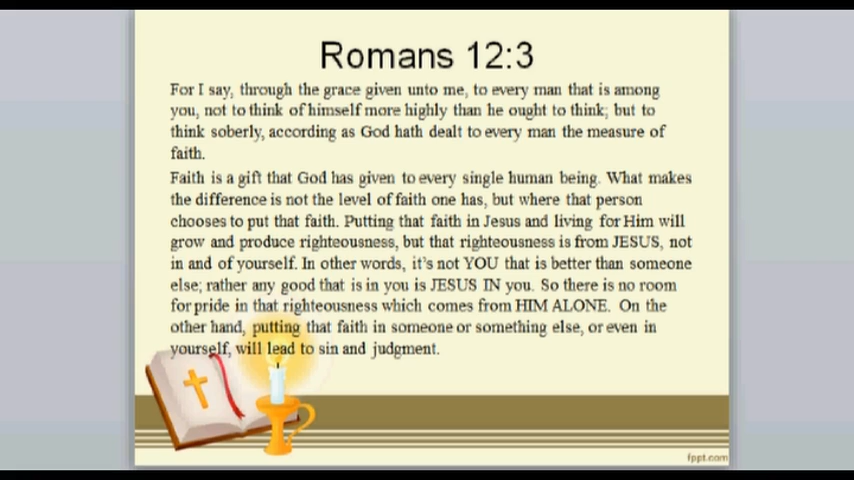 Romans 12:3
For I say, through the grace given unto me, to every man that is among
you, not to think of himself more highly than he ought to think; but to
think soberly, according as God hath dealt to every man the measure of
faith.
Faith is a gift that God has given to every single human being. What makes
the difference is not the level of faith one has, but where that person
chooses to put that faith. Putting that faith in Jesus and living for Him will
grow and produce righteousness, but that righteousness is from JESUS, not
in and of yourself. In other words, it's not YOU that is better than someone
else; rather any good that is in you is JESUS IN you. So there is no room
for pride in that righteousness which comes from HIM ALONE. On the
other hand, putting that faith in someone or something else, or even in
yourself, will lead to sin and judgment.
fppt.com